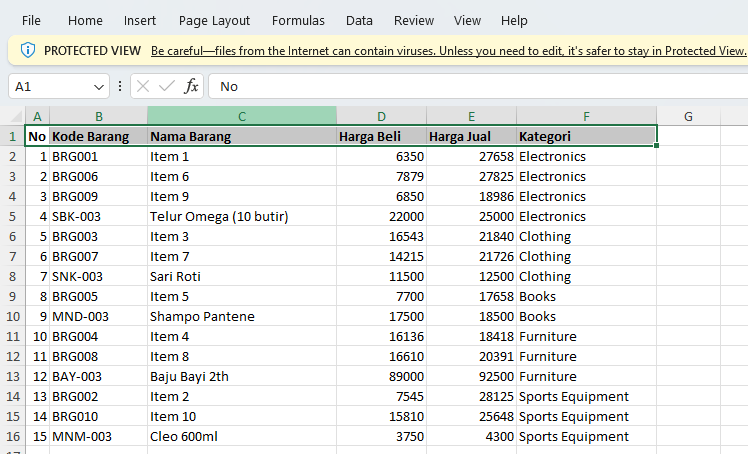 File Home Insert Page Layout Formulas Data Review View Help
PROTECTED VIEW Be careful—files from the Internet can contain viruses. Unless you need to edit, it's safer to stay in Protected View.
A1 fx No
A B C D E F G
1 No Kode Barang Nama Barang Harga Beli Harga Jual Kategori
2 1 BRG001 Item 1 6350 27658 Electronics
3 2 BRG006 Item 6 7879 27825 Electronics
4 3 BRG009 Item 9 6850 18986 Electronics
5 4 SBK-003 Telur Omega (10 butir) 22000 25000 Electronics
6 5 BRG003 Item 3 16543 21840 Clothing
7 6 BRG007 Item 7 14215 21726 Clothing
8 7 SNK-003 Sari Roti 11500 12500 Clothing
9 8 BRG005 Item 5 7700 17658 Books
10 9 MND-003 Shampo Pantene 17500 18500 Books
11 10 BRG004 Item 4 16136 18418 Furniture
12 11 BRG008 Item 8 16610 20391 Furniture
13 12 BAY-003 Baju Bayi 2th 89000 92500 Furniture
14 13 BRG002 Item 2 7545 28125 Sports Equipment
15 14 BRG010 Item 10 15810 25648 Sports Equipment
16 15 MNM-003 Cleo 600ml 3750 4300 Sports Equipment